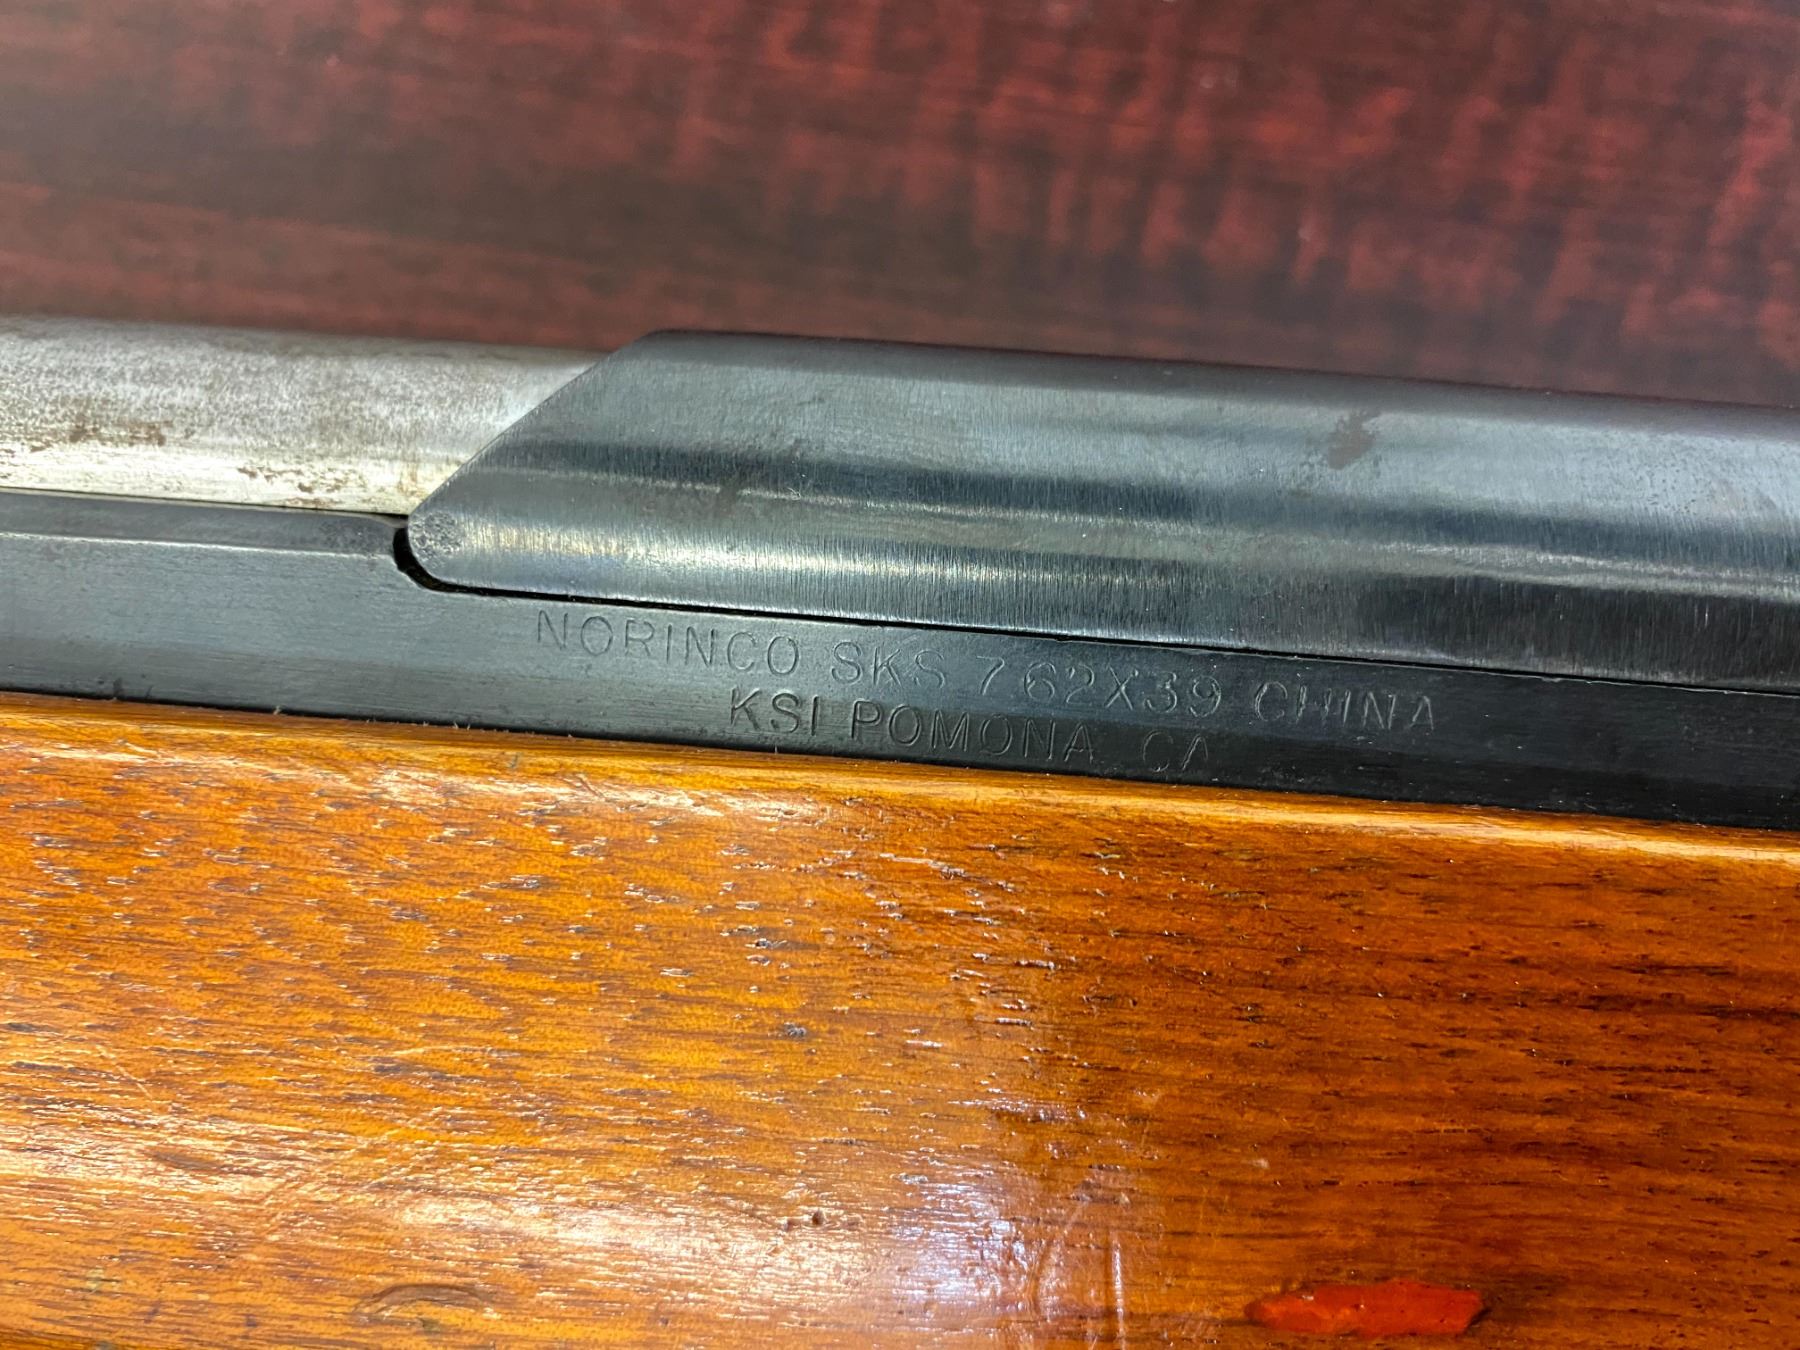 NORINCO SKS 7 62X39 CHINA
KSI POMONA CA